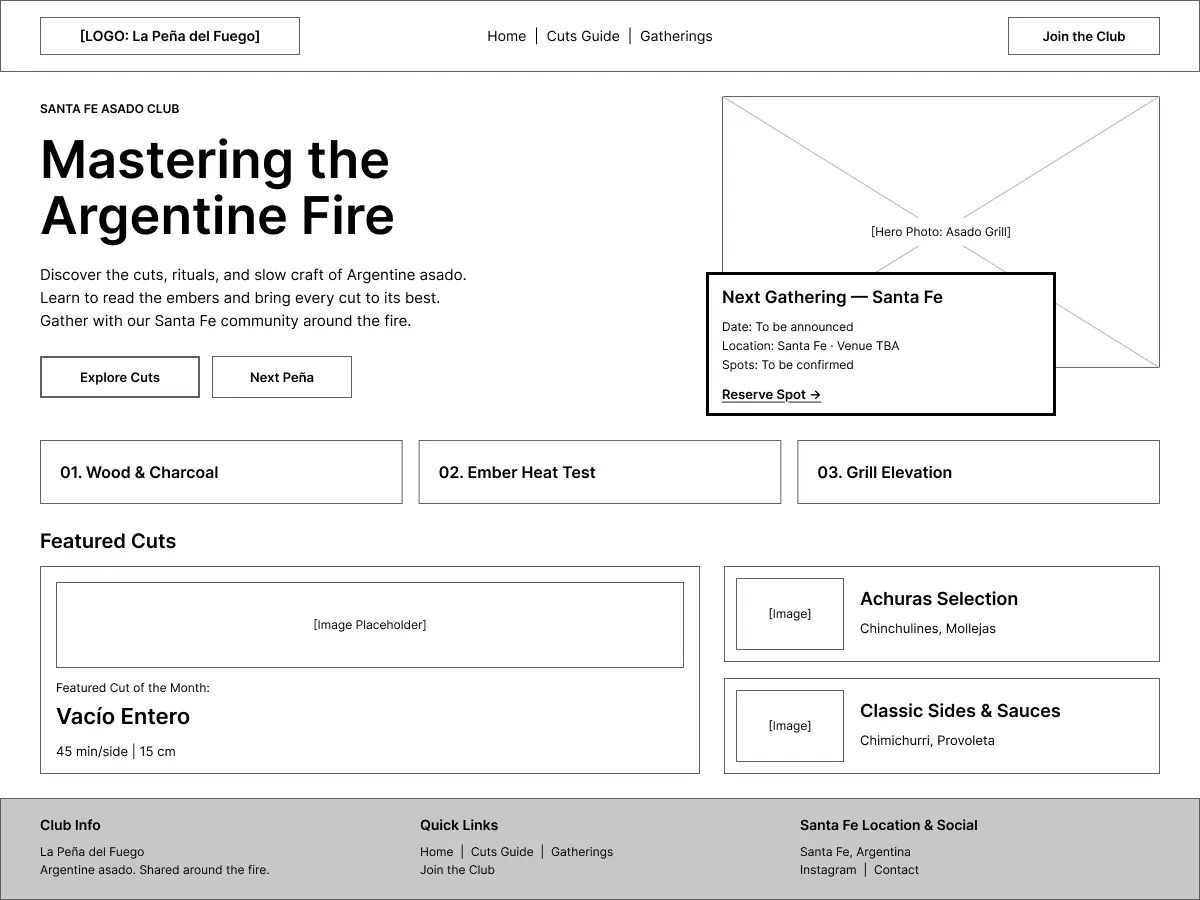 [LOGO: La Peña del Fuego]
Home | Cuts Guide | Gatherings
Join the Club
SANTA FE ASADO CLUB
Mastering the
Argentine Fire
Discover the cuts, rituals, and slow craft of Argentine asado.
Learn to read the embers and bring every cut to its best.
Gather with our Santa Fe community around the fire.
Explore Cuts
Next Peña
[Hero Photo: Asado Grill]
Next Gathering — Santa Fe
Date: To be announced
Location: Santa Fe · Venue TBA
Spots: To be confirmed
Reserve Spot →
01. Wood & Charcoal
02. Ember Heat Test
03. Grill Elevation
Featured Cuts
[Image Placeholder]
Featured Cut of the Month:
Vacío Entero
45 min/side | 15 cm
[Image]
Achuras Selection
Chinchulines, Mollejas
[Image]
Classic Sides & Sauces
Chimichurri, Provoleta
Club Info
La Peña del Fuego
Argentine asado. Shared around the fire.
Quick Links
Home | Cuts Guide | Gatherings
Join the Club
Santa Fe Location & Social
Santa Fe, Argentina
Instagram | Contact